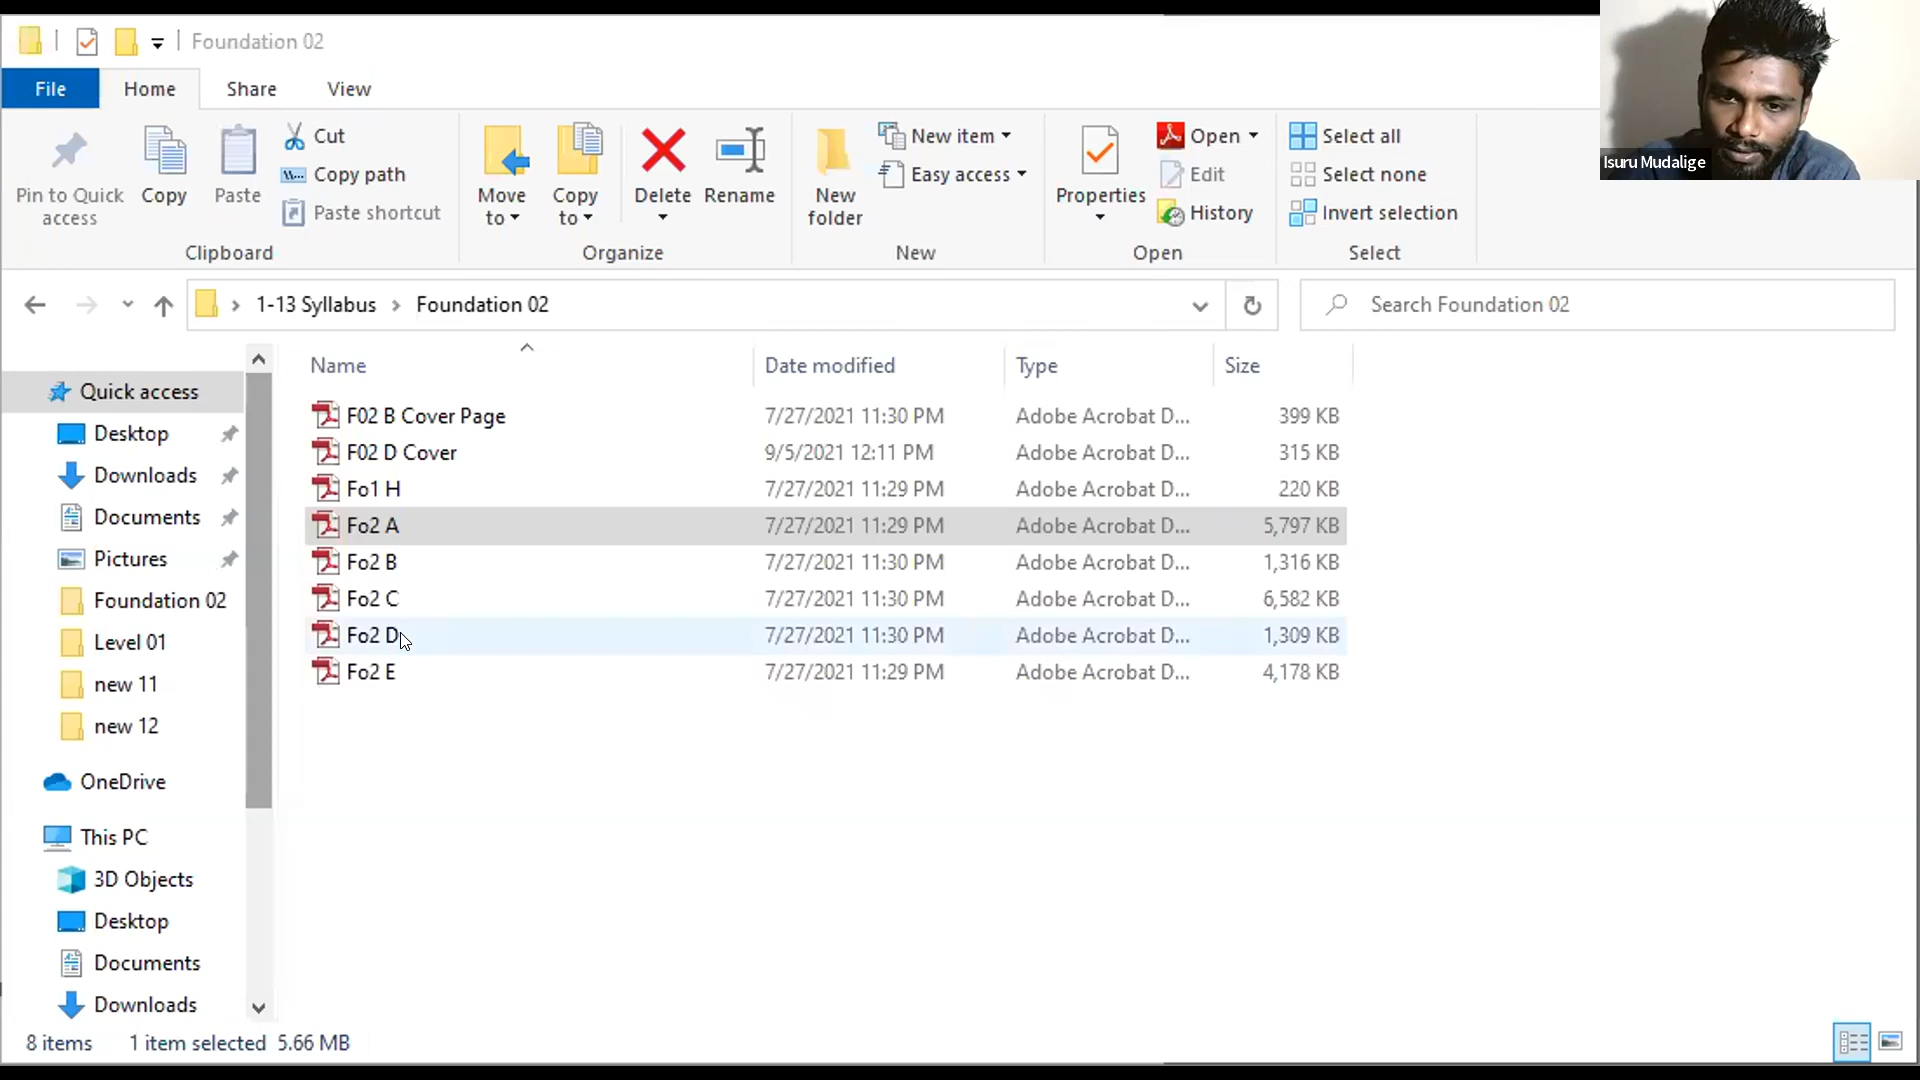 Foundation 02
File Home Share View
Pin to Quick access
Copy
Paste
Cut
Copy path
Paste shortcut
Clipboard
Move to
Copy to
Delete
Rename
Organize
New folder
New item
Easy access
New
Properties
Open
Edit
History
Open
Select all
Select none
Invert selection
Select
Isuru Mudalige
1-13 Syllabus Foundation 02
Search Foundation 02
Quick access
Desktop
Downloads
Documents
Pictures
Foundation 02
Level 01
new 11
new 12
OneDrive
This PC
3D Objects
Desktop
Documents
Downloads
Name Date modified Type Size
F02 B Cover Page 7/27/2021 11:30 PM Adobe Acrobat D... 399 KB
F02 D Cover 9/5/2021 12:11 PM Adobe Acrobat D... 315 KB
Fo1 H 7/27/2021 11:29 PM Adobe Acrobat D... 220 KB
Fo2 A 7/27/2021 11:29 PM Adobe Acrobat D... 5,797 KB
Fo2 B 7/27/2021 11:30 PM Adobe Acrobat D... 1,316 KB
Fo2 C 7/27/2021 11:30 PM Adobe Acrobat D... 6,582 KB
Fo2 D 7/27/2021 11:30 PM Adobe Acrobat D... 1,309 KB
Fo2 E 7/27/2021 11:29 PM Adobe Acrobat D... 4,178 KB
8 items 1 item selected 5.66 MB